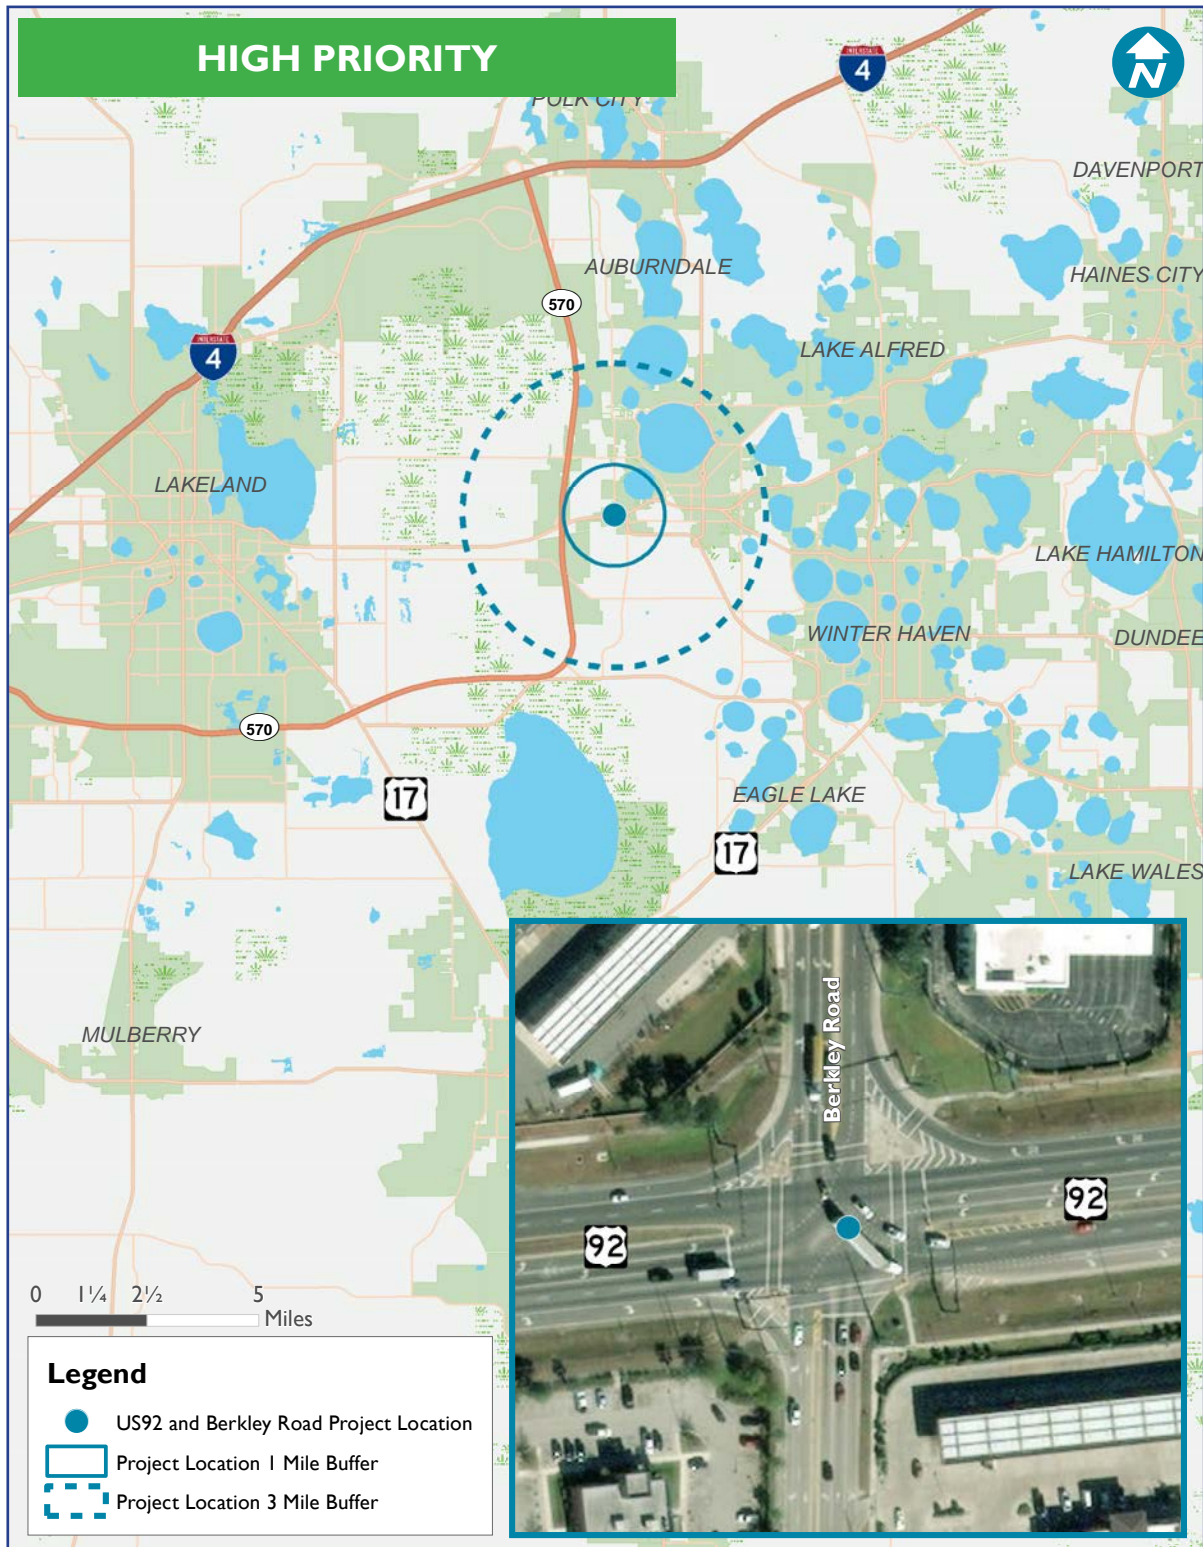 HIGH PRIORITY
INTERSTATE
4
N
POLK CITY
DAVENPORT
AUBURNDALE
HAINES CITY
570
INTERSTATE
4
LAKE ALFRED
LAKELAND
LAKE HAMILTON
WINTER HAVEN
DUNDEE
570
17
EAGLE LAKE
17
LAKE WALES
MULBERRY
Berkley Road
92
92
0 1¼ 2½ 5
Miles
Legend
US92 and Berkley Road Project Location
Project Location 1 Mile Buffer
Project Location 3 Mile Buffer